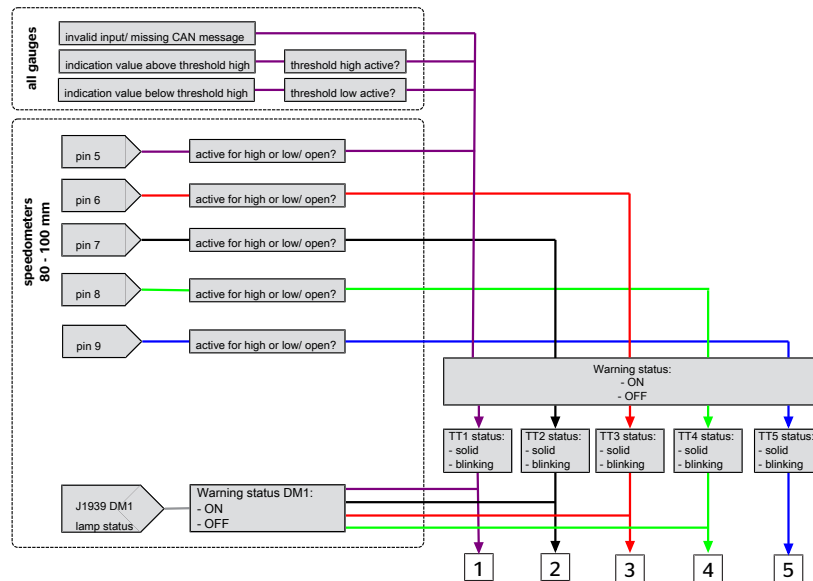 all gauges
invalid input/ missing CAN message
indication value above threshold high
threshold high active?
indication value below threshold high
threshold low active?
speedometers
80 - 100 mm
pin 5
active for high or low/ open?
pin 6
active for high or low/ open?
pin 7
active for high or low/ open?
pin 8
active for high or low/ open?
pin 9
active for high or low/ open?
Warning status:
- ON
- OFF
TT1 status:
- solid
- blinking
TT2 status:
- solid
- blinking
TT3 status:
- solid
- blinking
TT4 status:
- solid
- blinking
TT5 status:
- solid
- blinking
J1939 DM1
lamp status
Warning status DM1:
- ON
- OFF
1
2
3
4
5